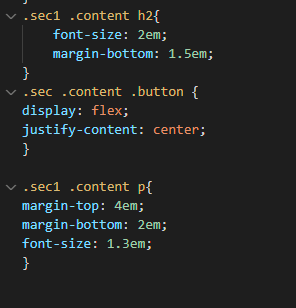 }
.sec1 .content h2{
    font-size: 2em;
    margin-bottom: 1.5em;
}
.sec .content .button {
display: flex;
justify-content: center;
}

.sec1 .content p{
margin-top: 4em;
margin-bottom: 2em;
font-size: 1.3em;
}